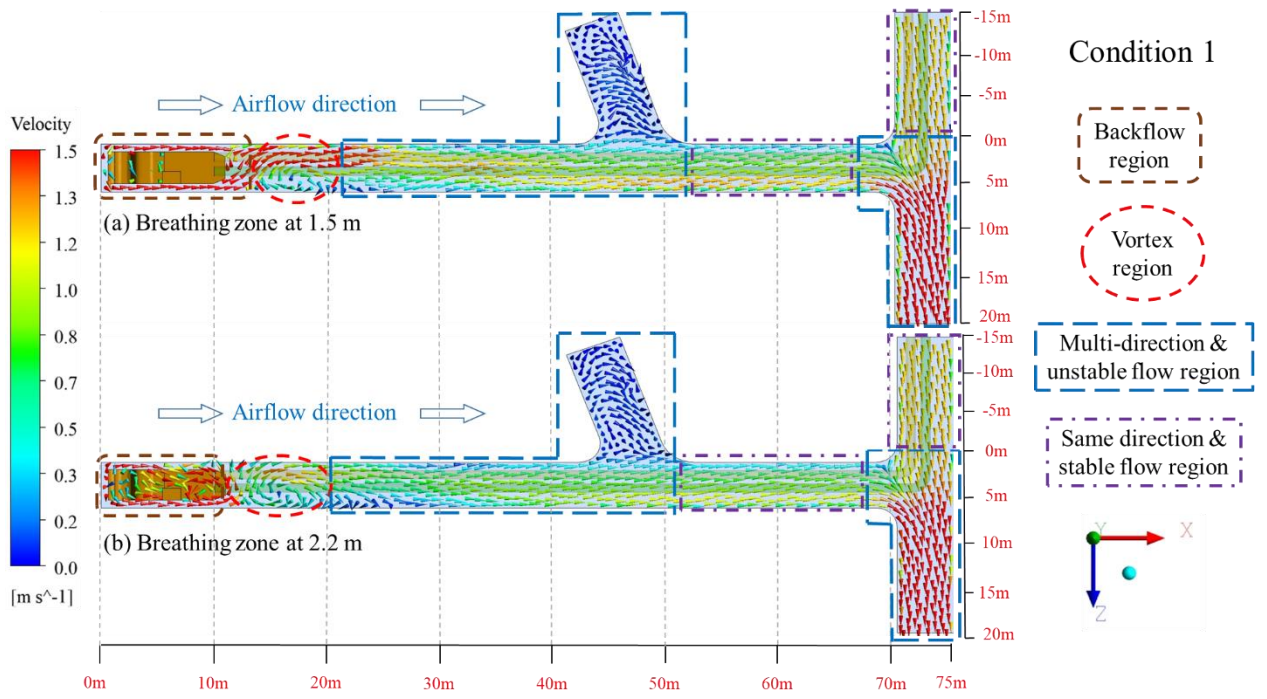 Condition 1
Airflow direction
Velocity
1.5
1.3
1.2
1.0
0.8
0.7
0.5
0.3
0.2
0.0
[m s^-1]
(a) Breathing zone at 1.5 m
-15m
-10m
-5m
0m
5m
10m
15m
20m
Airflow direction
(b) Breathing zone at 2.2 m
-15m
-10m
-5m
0m
5m
10m
15m
20m
0m
10m
20m
30m
40m
50m
60m
70m
75m
Backflow
region
Vortex
region
Multi-direction &
unstable flow region
Same direction &
stable flow region
Y
X
Z